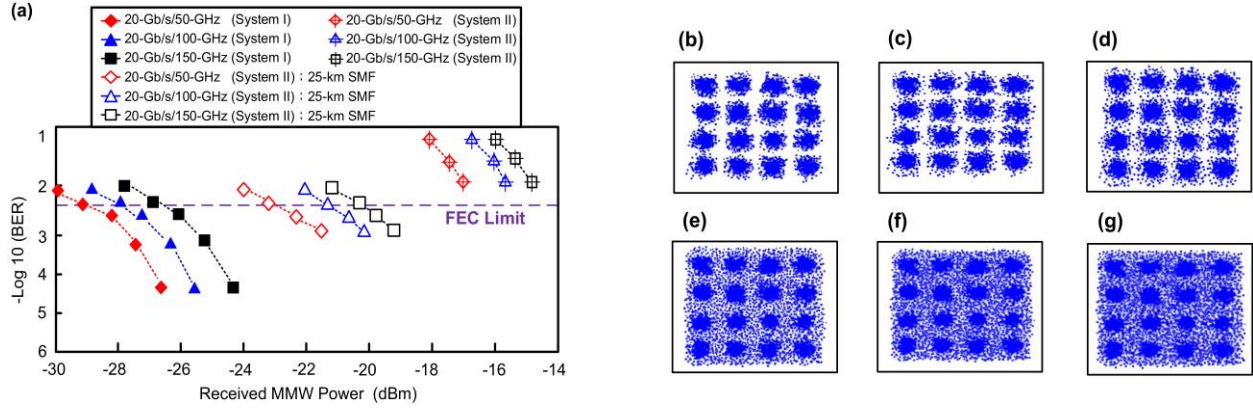 (a)
20-Gb/s/50-GHz (System I)
20-Gb/s/100-GHz (System I)
20-Gb/s/150-GHz (System I)
20-Gb/s/50-GHz (System II) : 25-km SMF
20-Gb/s/100-GHz (System II) : 25-km SMF
20-Gb/s/150-GHz (System II) : 25-km SMF
20-Gb/s/50-GHz (System II)
20-Gb/s/100-GHz (System II)
20-Gb/s/150-GHz (System II)
-Log 10 (BER)
1
2
3
4
5
6
FEC Limit
-30 -28 -26 -24 -22 -20 -18 -16 -14
Received MMW Power (dBm)
(b)
(c)
(d)
(e)
(f)
(g)